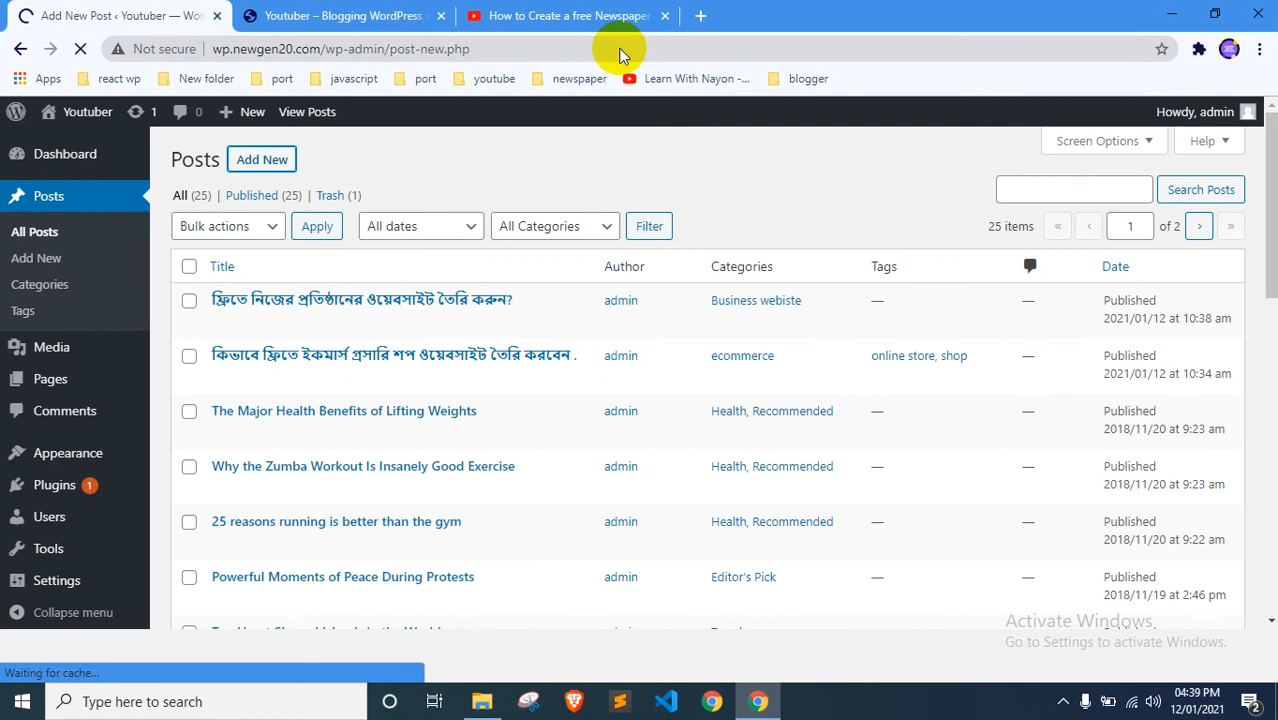 Add New Post ‹ Youtuber — Wor
Youtuber – Blogging WordPress s
How to Create a free Newspaper
Not secure
wp.newgen20.com/wp-admin/post-new.php
Apps
react wp
New folder
port
javascript
port
youtube
newspaper
Learn With Nayon -...
blogger
Youtuber
1
0
New
View Posts
Howdy, admin
Dashboard
Posts
All Posts
Add New
Categories
Tags
Media
Pages
Comments
Appearance
Plugins 1
Users
Tools
Settings
Collapse menu
Posts
Add New
Screen Options
Help
All (25)
Published (25)
Trash (1)
Search Posts
Bulk actions
Apply
All dates
All Categories
Filter
25 items « ‹ 1 of 2 › »
Title
Author
Categories
Tags
Date
ফ্রিতে নিজের প্রতিষ্ঠানের ওয়েবসাইট তৈরি করুন?
admin
Business webiste
—
—
Published
2021/01/12 at 10:38 am
কিভাবে ফ্রিতে ইকমার্স গ্রসারি শপ ওয়েবসাইট তৈরি করবেন .
admin
ecommerce
online store, shop
—
Published
2021/01/12 at 10:34 am
The Major Health Benefits of Lifting Weights
admin
Health, Recommended
—
—
Published
2018/11/20 at 9:23 am
Why the Zumba Workout Is Insanely Good Exercise
admin
Health, Recommended
—
—
Published
2018/11/20 at 9:23 am
25 reasons running is better than the gym
admin
Health, Recommended
—
—
Published
2018/11/20 at 9:22 am
Powerful Moments of Peace During Protests
admin
Editor's Pick
—
—
Published
2018/11/19 at 2:46 pm
Activate Windows
Go to Settings to activate Windows.
Waiting for cache...
Type here to search
04:39 PM
12/01/2021
2